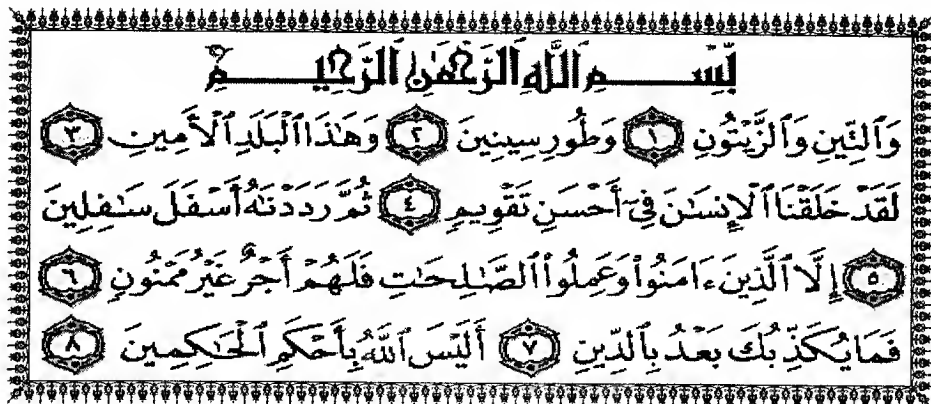 بِّسْمِ ٱللَّهِ ٱلرَّحْمَٰنِ ٱلرَّحِيمِ
وَٱلتِّينِ وَٱلزَّيْتُونِ ١ وَطُورِ سِينِينَ ٢ وَهَٰذَا ٱلْبَلَدِ ٱلْأَمِينِ ٣
لَقَدْ خَلَقْنَا ٱلْإِنسَٰنَ فِىٓ أَحْسَنِ تَقْوِيمٍ ٤ ثُمَّ رَدَدْنَٰهُ أَسْفَلَ سَٰفِلِينَ
٥ إِلَّا ٱلَّذِينَ ءَامَنُوا۟ وَعَمِلُوا۟ ٱلصَّٰلِحَٰتِ فَلَهُمْ أَجْرٌ غَيْرُ مَمْنُونٍ ٦
فَمَا يُكَذِّبُكَ بَعْدُ بِٱلدِّينِ ٧ أَلَيْسَ ٱللَّهُ بِأَحْكَمِ ٱلْحَٰكِمِينَ ٨